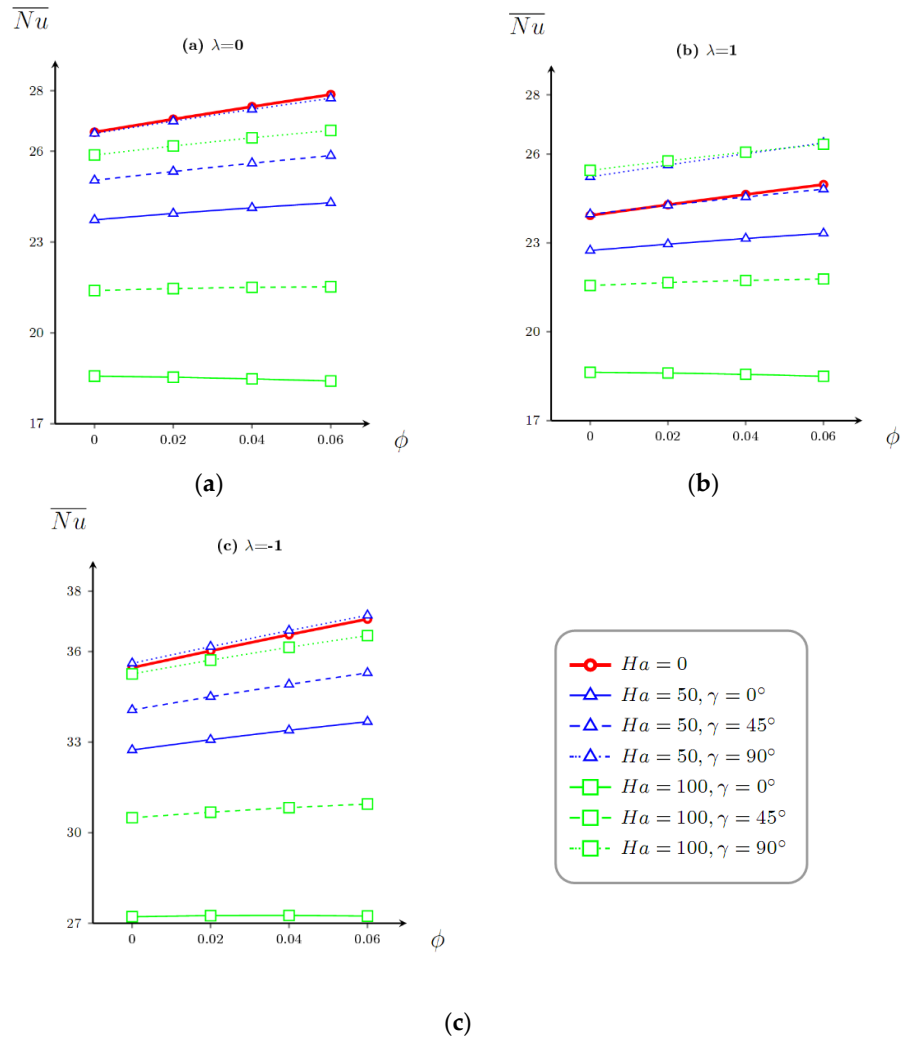 $\overline{Nu}$
(a) λ=0
28
26
23
20
17
0 0.02 0.04 0.06
ϕ
(a)
$\overline{Nu}$
(b) λ=1
28
26
23
20
17
0 0.02 0.04 0.06
ϕ
(b)
$\overline{Nu}$
(c) λ=-1
38
36
33
30
27
0 0.02 0.04 0.06
ϕ
Ha = 0
Ha = 50, γ = 0°
Ha = 50, γ = 45°
Ha = 50, γ = 90°
Ha = 100, γ = 0°
Ha = 100, γ = 45°
Ha = 100, γ = 90°
(c)